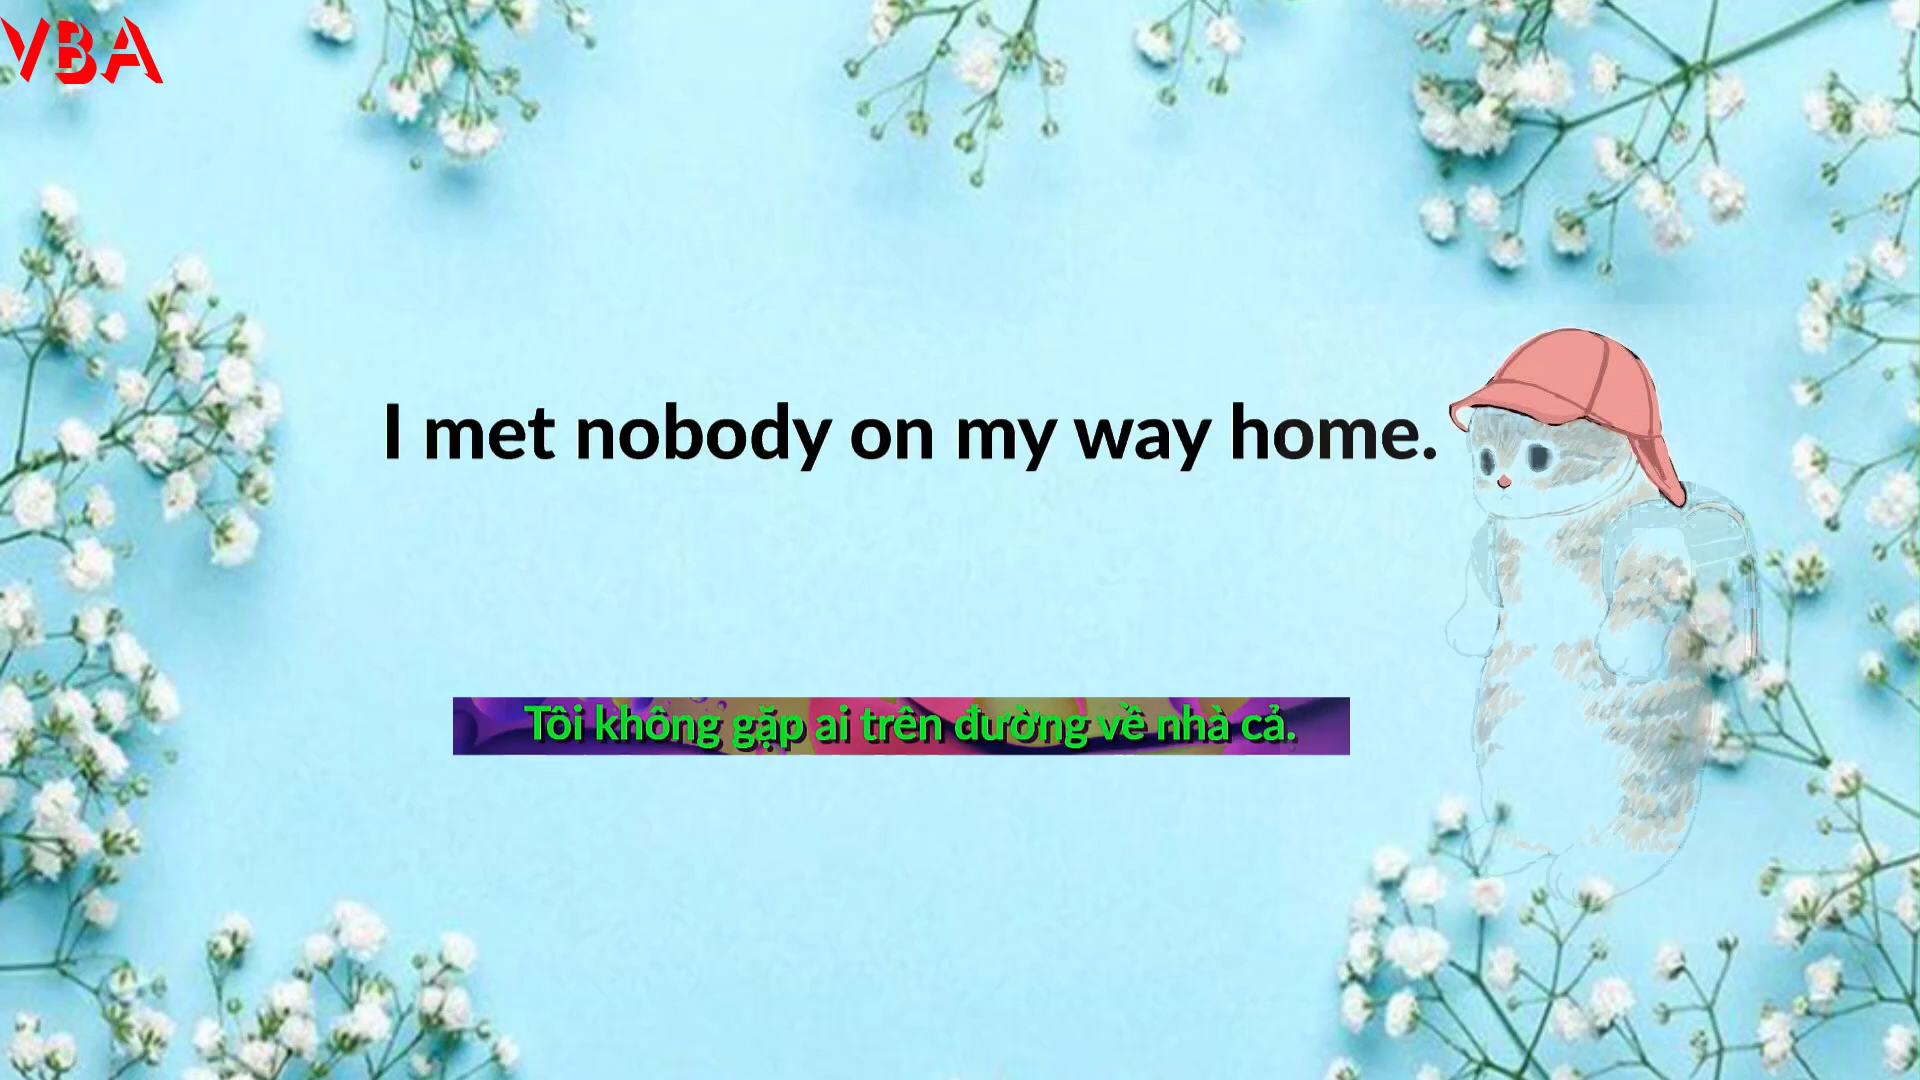 VBA
I met nobody on my way home.
Tôi không gặp ai trên đường về nhà cả.